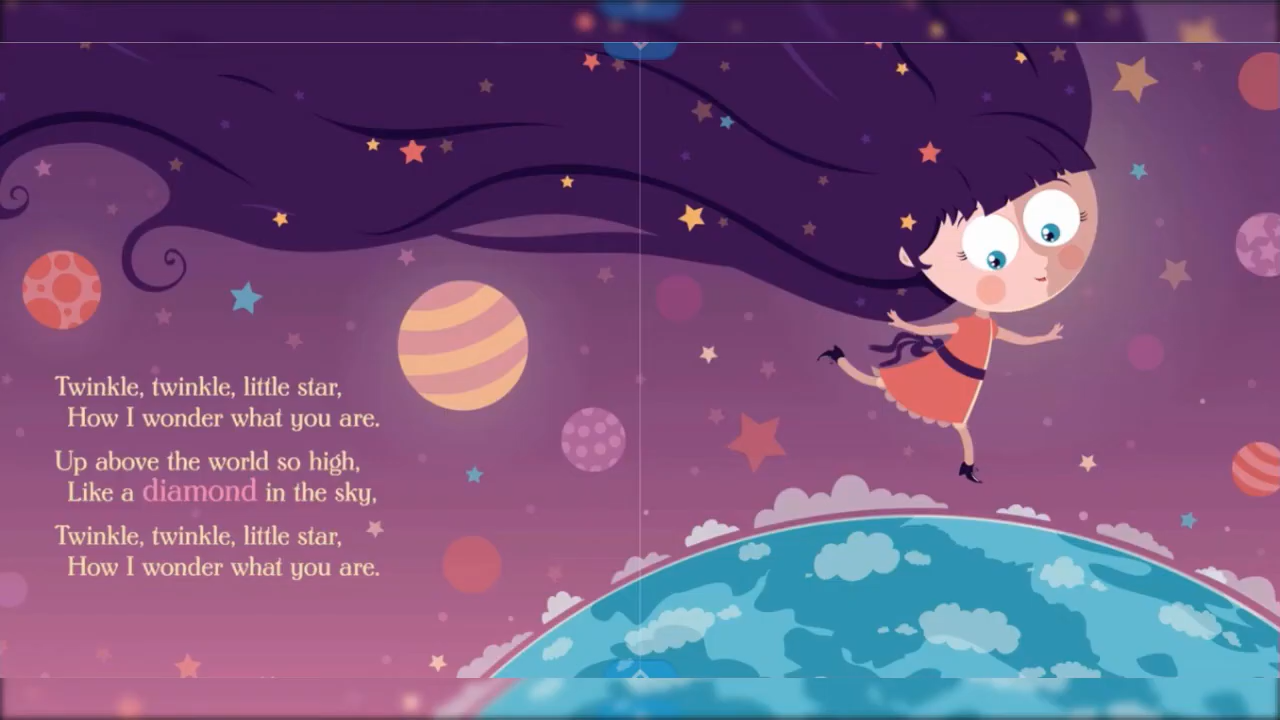 Twinkle, twinkle, little star,
How I wonder what you are.
Up above the world so high,
Like a diamond in the sky,
Twinkle, twinkle, little star,
How I wonder what you are.